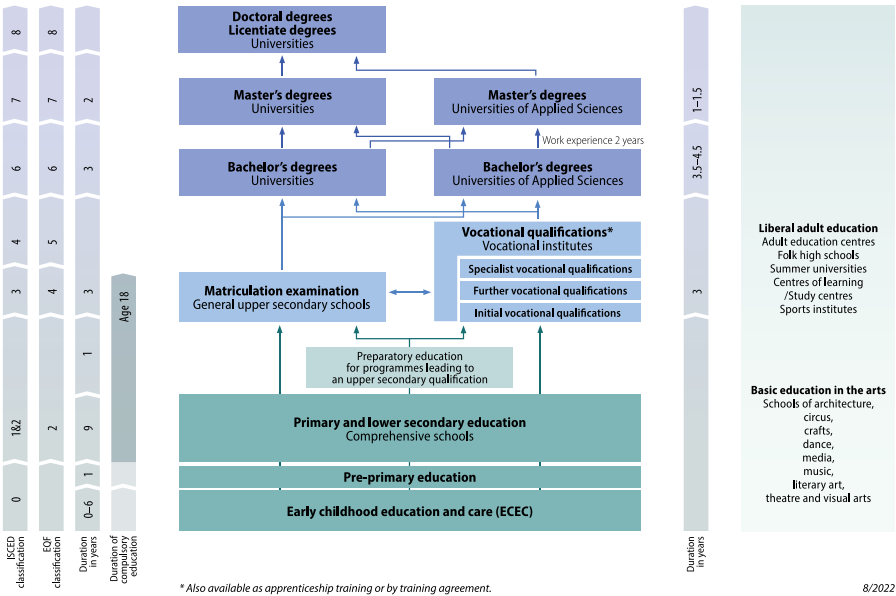 8
7
6
4
3
1&2
0
ISCED
classification
8
7
6
5
4
2
EQF
classification
2
3
3
1
9
1
0–6
Duration
in years
Age 18
Duration of
compulsory
education
Doctoral degrees
Licentiate degrees
Universities
Master's degrees
Universities
Master's degrees
Universities of Applied Sciences
Work experience 2 years
Bachelor's degrees
Universities
Bachelor's degrees
Universities of Applied Sciences
Vocational qualifications*
Vocational institutes
Specialist vocational qualifications
Further vocational qualifications
Initial vocational qualifications
Matriculation examination
General upper secondary schools
Preparatory education
for programmes leading to
an upper secondary qualification
Primary and lower secondary education
Comprehensive schools
Pre-primary education
Early childhood education and care (ECEC)
1–1.5
3.5–4.5
3
Duration
in years
Liberal adult education
Adult education centres
Folk high schools
Summer universities
Centres of learning
/Study centres
Sports institutes
Basic education in the arts
Schools of architecture,
circus,
crafts,
dance,
media,
music,
literary art,
theatre and visual arts
* Also available as apprenticeship training or by training agreement.
8/2022